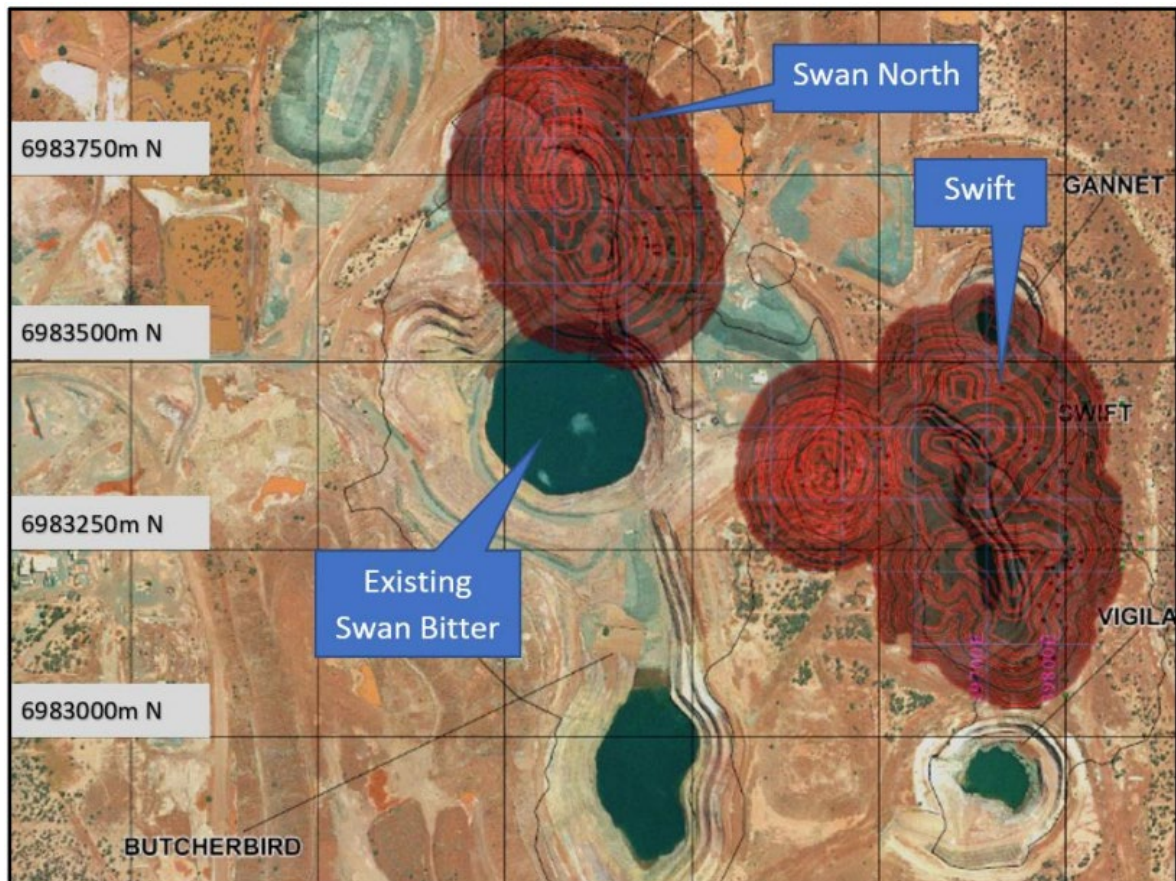 Swan North
6983750m N
Swift
GANNET
6983500m N
SWIFT
6983250m N
Existing
Swan Bitter
VIGILA
6983000m N
BUTCHERBIRD